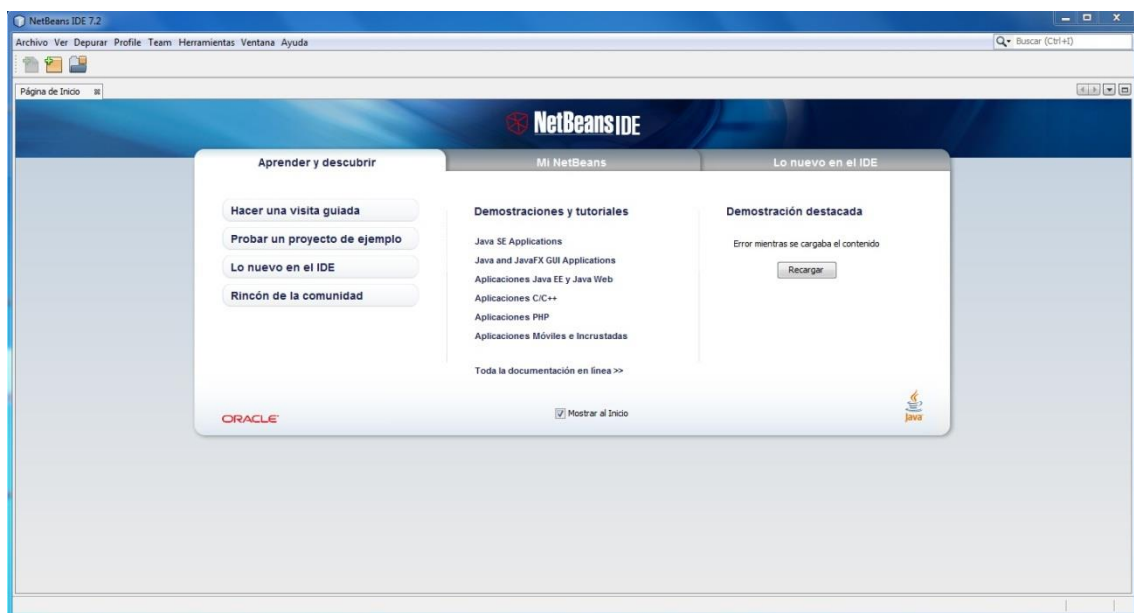 NetBeans IDE 7.2
Archivo Ver Depurar Profile Team Herramientas Ventana Ayuda
Buscar (Ctrl+I)
Página de Inicio
NetBeans IDE
Aprender y descubrir
Mi NetBeans
Lo nuevo en el IDE
Hacer una visita guiada
Probar un proyecto de ejemplo
Lo nuevo en el IDE
Rincón de la comunidad
Demostraciones y tutoriales
Java SE Applications
Java and JavaFX GUI Applications
Aplicaciones Java EE y Java Web
Aplicaciones C/C++
Aplicaciones PHP
Aplicaciones Móviles e Incrustadas
Toda la documentación en línea >>
Demostración destacada
Error mientras se cargaba el contenido
Recargar
ORACLE
Mostrar al Inicio
Java